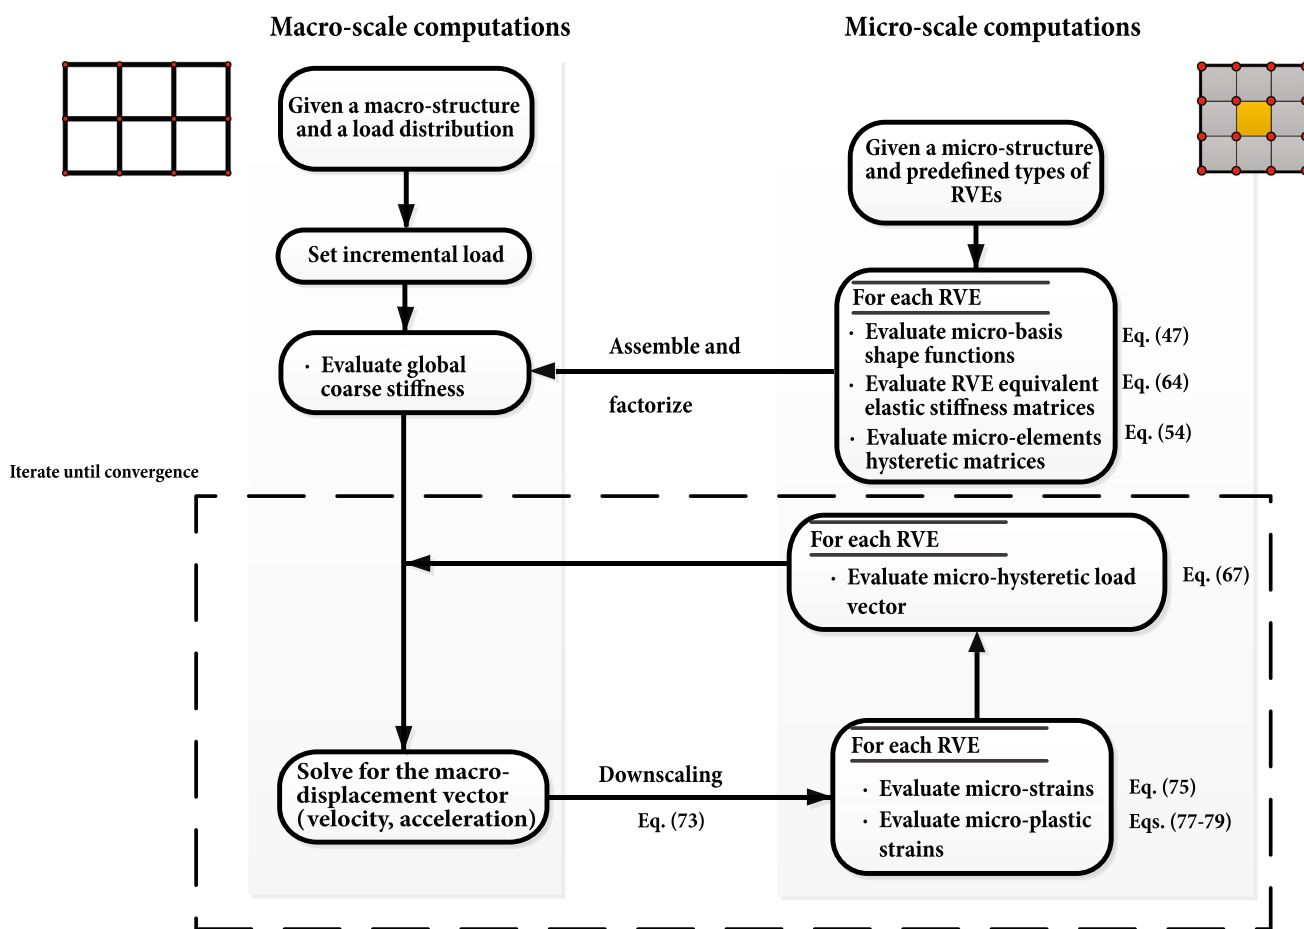 Macro-scale computations
Micro-scale computations
Given a macro-structure
and a load distribution
Set incremental load
· Evaluate global
coarse stiffness
Given a micro-structure
and predefined types of
RVEs
For each RVE
· Evaluate micro-basis
shape functions
Eq. (47)
· Evaluate RVE equivalent
elastic stiffness matrices
Eq. (64)
· Evaluate micro-elements
hysteretic matrices
Eq. (54)
Assemble and
factorize
Iterate until convergence
For each RVE
· Evaluate micro-hysteretic load
vector
Eq. (67)
Solve for the macro-
displacement vector
(velocity, acceleration)
Downscaling
Eq. (73)
For each RVE
· Evaluate micro-strains
Eq. (75)
· Evaluate micro-plastic
strains
Eqs. (77-79)